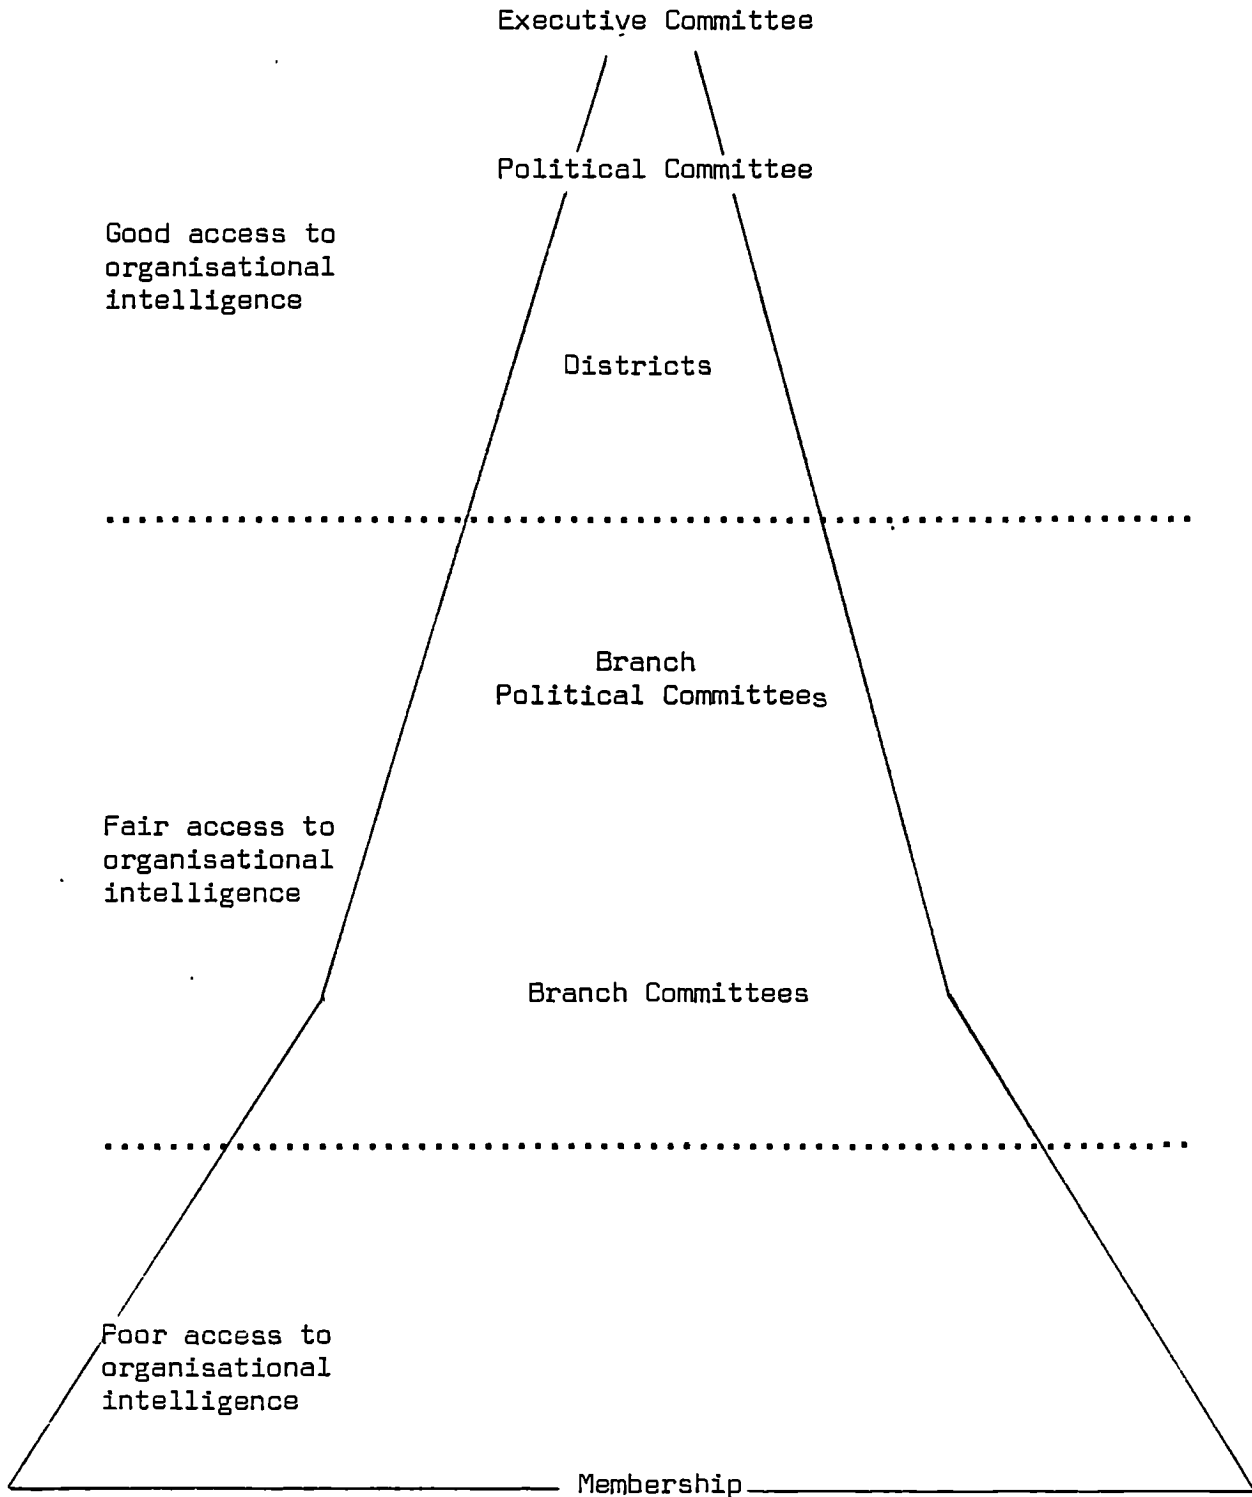 Executive Committee
Political Committee
Good access to
organisational
intelligence
Districts
Branch
Political Committees
Fair access to
organisational
intelligence
Branch Committees
Poor access to
organisational
intelligence
Membership